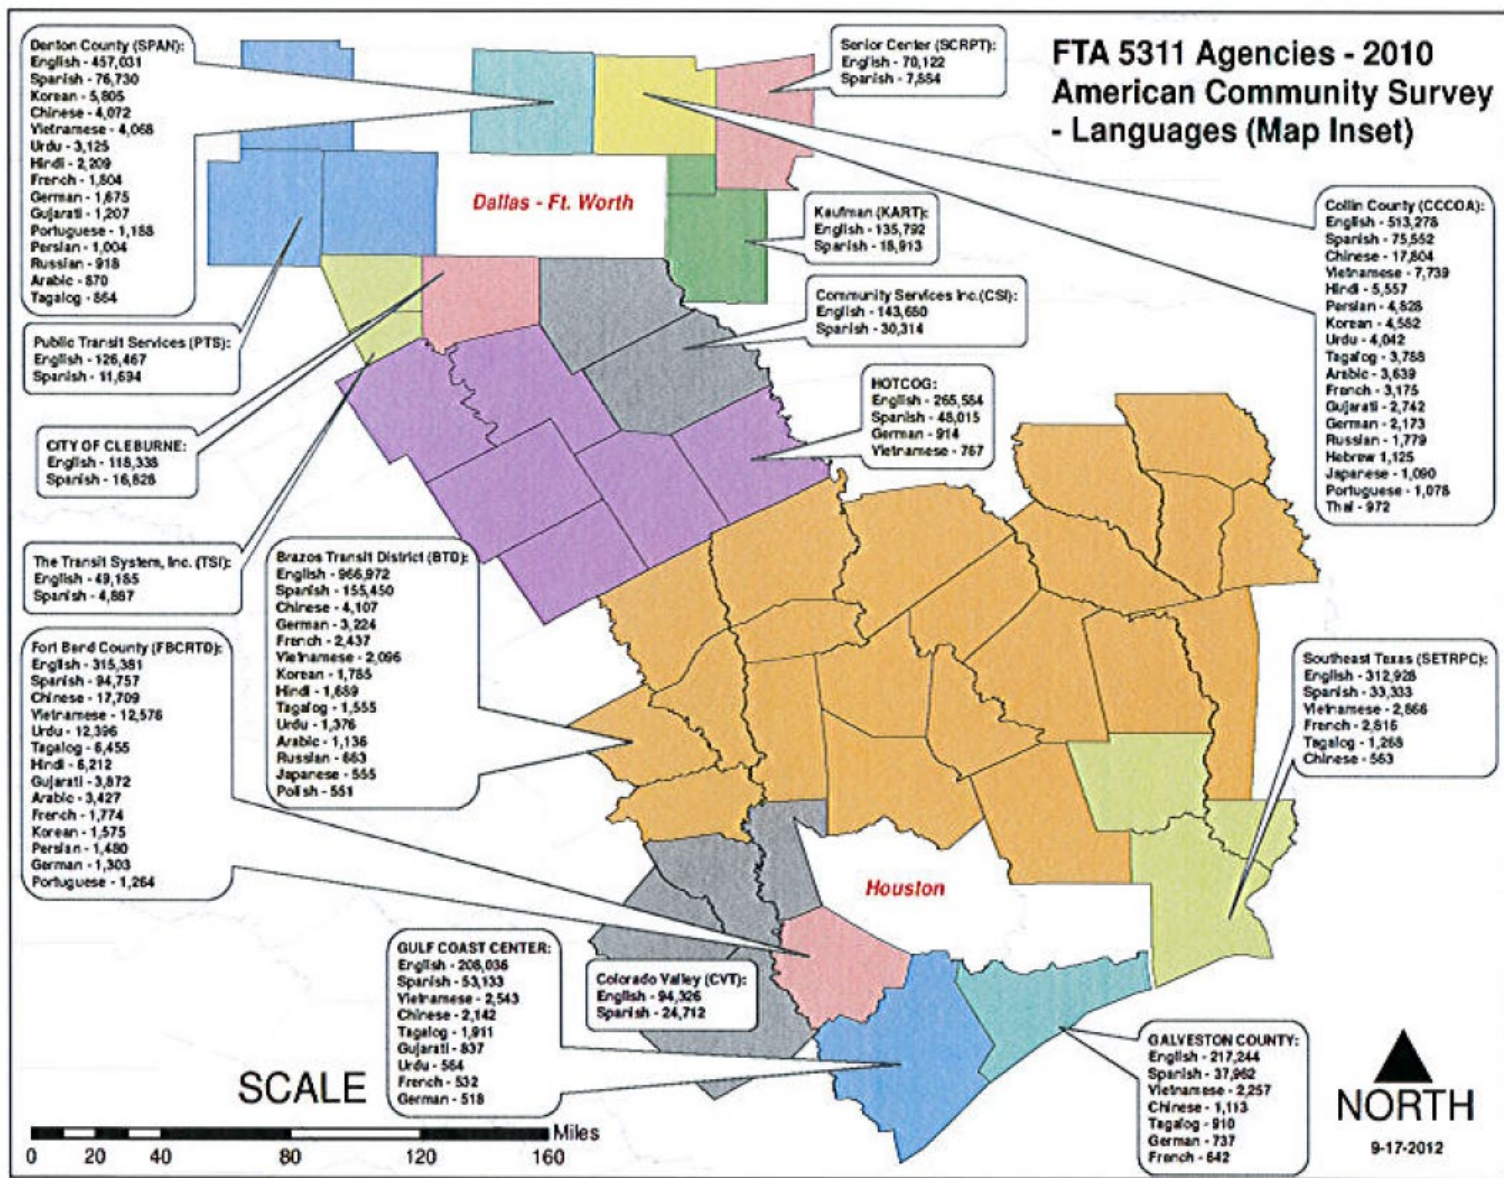 FTA 5311 Agencies - 2010
American Community Survey
- Languages (Map Inset)
Denton County (SPAN):
English - 457,031
Spanish - 76,730
Korean - 5,805
Chinese - 4,072
Vietnamese - 4,068
Urdu - 3,125
Hindi - 2,209
French - 1,804
German - 1,675
Gujarati - 1,207
Portuguese - 1,188
Persian - 1,004
Russian - 918
Arabic - 870
Tagalog - 864
Senior Center (SCRPT):
English - 70,122
Spanish - 7,884
Dallas - Ft. Worth
Kaufman (KART):
English - 135,792
Spanish - 18,913
Collin County (CCCOA):
English - 513,278
Spanish - 75,552
Chinese - 17,804
Vietnamese - 7,739
Hindi - 5,557
Persian - 4,828
Korean - 4,582
Urdu - 4,042
Tagalog - 3,788
Arabic - 3,639
French - 3,175
Gujarati - 2,742
German - 2,173
Russian - 1,779
Hebrew 1,125
Japanese - 1,090
Portuguese - 1,078
Thai - 972
Community Services Inc.(CSI):
English - 143,650
Spanish - 30,314
Public Transit Services (PTS):
English - 126,467
Spanish - 11,694
HOTCOG:
English - 265,584
Spanish - 48,015
German - 914
Vietnamese - 767
CITY OF CLEBURNE:
English - 118,338
Spanish - 16,828
The Transit System, Inc. (TSI):
English - 49,185
Spanish - 4,887
Brazos Transit District (BTD):
English - 966,972
Spanish - 155,450
Chinese - 4,107
German - 3,224
French - 2,437
Vietnamese - 2,096
Korean - 1,785
Hindi - 1,689
Tagalog - 1,555
Urdu - 1,376
Arabic - 1,136
Russian - 663
Japanese - 555
Polish - 551
Fort Bend County (FBCRTD):
English - 315,381
Spanish - 94,757
Chinese - 17,709
Vietnamese - 12,576
Urdu - 12,396
Tagalog - 6,455
Hindi - 6,212
Gujarati - 3,872
Arabic - 3,427
French - 1,774
Korean - 1,575
Persian - 1,480
German - 1,303
Portuguese - 1,264
Southeast Texas (SETRPC):
English - 312,928
Spanish - 33,333
Vietnamese - 2,866
French - 2,816
Tagalog - 1,268
Chinese - 563
Houston
GULF COAST CENTER:
English - 208,036
Spanish - 53,133
Vietnamese - 2,543
Chinese - 2,142
Tagalog - 1,911
Gujarati - 837
Urdu - 564
French - 532
German - 518
Colorado Valley (CVT):
English - 94,326
Spanish - 24,712
GALVESTON COUNTY:
English - 217,244
Spanish - 37,962
Vietnamese - 2,257
Chinese - 1,113
Tagalog - 910
German - 737
French - 642
SCALE
Miles
0 20 40 80 120 160
NORTH
9-17-2012